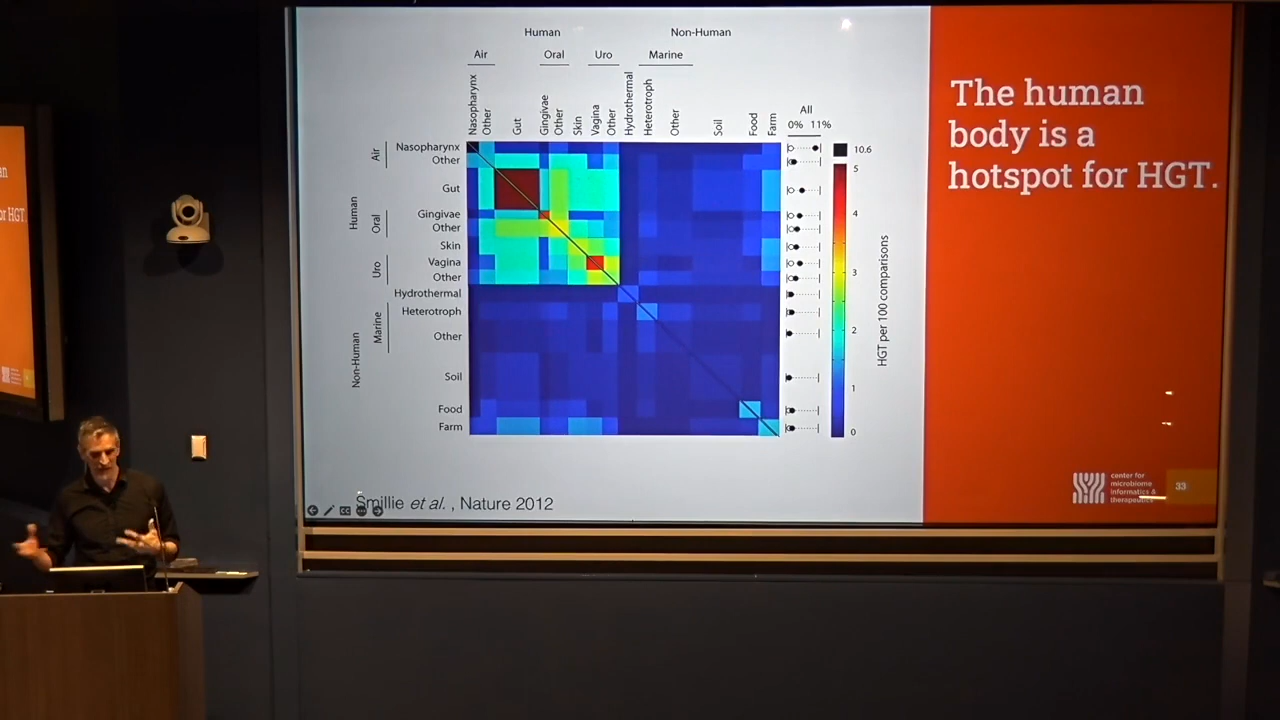 Human
Non-Human
Air
Oral
Uro
Marine
Nasopharynx
Other
Gut
Gingivae
Other
Skin
Vagina
Other
Hydrothermal
Heterotroph
Other
Soil
Food
Farm
All
0% 11%
Human
Non-Human
Air
Oral
Uro
Marine
Nasopharynx
Other
Gut
Gingivae
Other
Skin
Vagina
Other
Hydrothermal
Heterotroph
Other
Soil
Food
Farm
10.6
5
4
3
2
1
0
HGT per 100 comparisons
Smillie et al. , Nature 2012
The human
body is a
hotspot for HGT.
center for
microbiome
informatics &
therapeutics
33
or HGT.